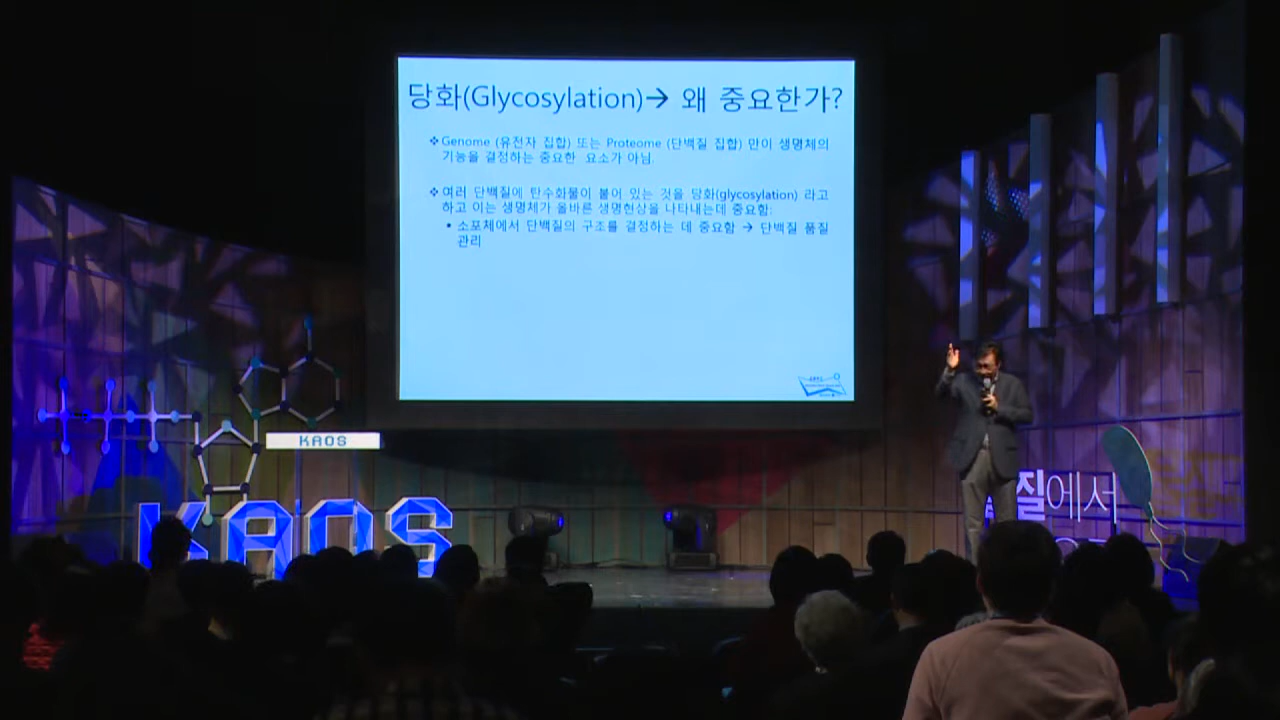 당화(Glycosylation)→ 왜 중요한가?
❖Genome (유전자 집합) 또는 Proteome (단백질 집합) 만이 생명체의
기능을 결정하는 중요한 요소가 아님.
❖여러 단백질에 탄수화물이 붙어 있는 것을 당화(glycosylation) 라고
하고 이는 생명체가 올바른 생명현상을 나타내는데 중요함;
▪ 소포체에서 단백질의 구조를 결정하는 데 중요함 → 단백질 품질
관리
KAOS
KAOS
질에서